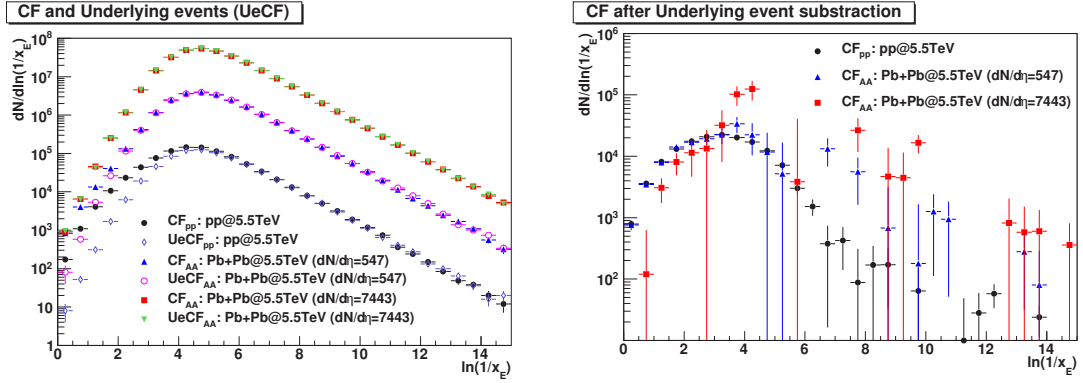 CF and Underlying events (UeCF)
dN/dln(1/x_E)
10^8
10^7
10^6
10^5
10^4
10^3
10^2
10
1
CF_pp: pp@5.5TeV
UeCF_pp: pp@5.5TeV
CF_AA: Pb+Pb@5.5TeV (dN/dη=547)
UeCF_AA: Pb+Pb@5.5TeV (dN/dη=547)
CF_AA: Pb+Pb@5.5TeV (dN/dη=7443)
UeCF_AA: Pb+Pb@5.5TeV (dN/dη=7443)
0 2 4 6 8 10 12 14
ln(1/x_E)
CF after Underlying event substraction
dN/dln(1/x_E)
10^6
10^5
10^4
10^3
10^2
CF_pp: pp@5.5TeV
CF_AA: Pb+Pb@5.5TeV (dN/dη=547)
CF_AA: Pb+Pb@5.5TeV (dN/dη=7443)
0 2 4 6 8 10 12 14
ln(1/x_E)